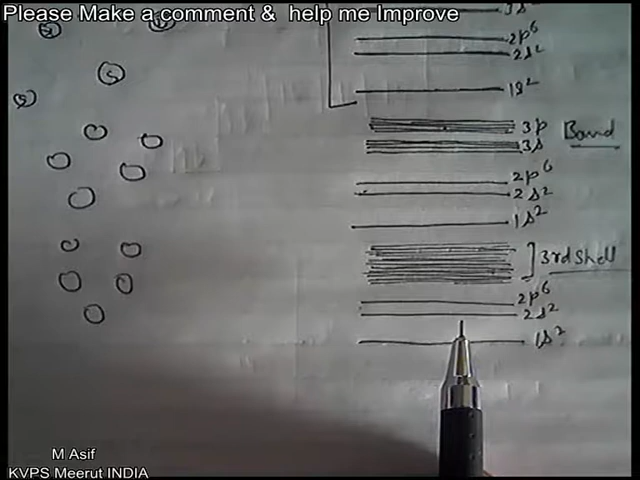 Please Make a comment & help me Improve
3s²
2p⁶
2s²
1s²
3p Band
3s
2p⁶
2s²
1s²
3rd Shell
2p⁶
2s²
1s²
M Asif
KVPS Meerut INDIA